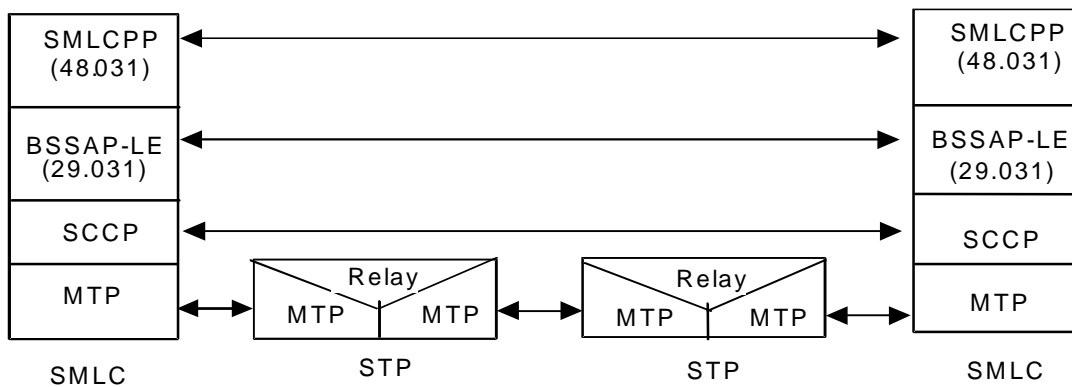 SMLCPP
(48.031)
BSSAP-LE
(29.031)
SCCP
MTP
SMLC
Relay
MTP
MTP
STP
Relay
MTP
MTP
STP
SMLCPP
(48.031)
BSSAP-LE
(29.031)
SCCP
MTP
SMLC